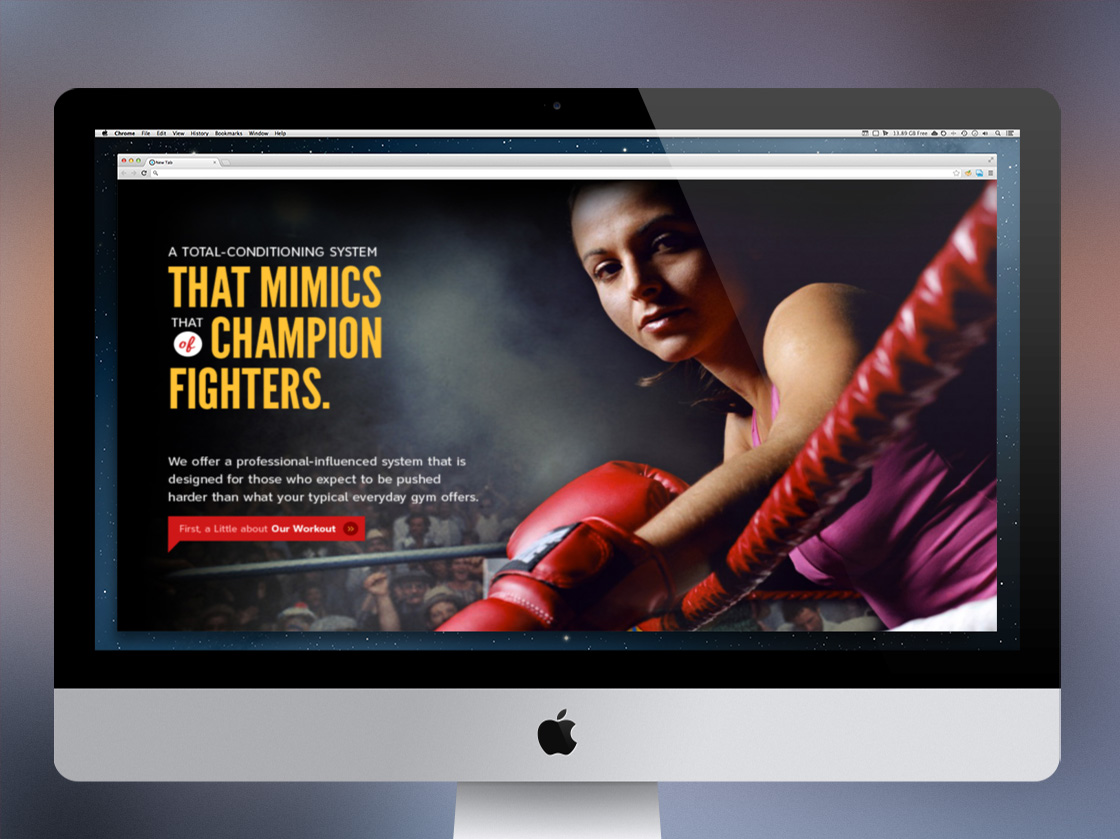 Chrome File Edit View History Bookmarks Window Help
13.89 GB Free
New Tab
A TOTAL-CONDITIONING SYSTEM
THAT MIMICS
THAT
of CHAMPION
FIGHTERS.
We offer a professional-influenced system that is
designed for those who expect to be pushed
harder than what your typical everyday gym offers.
First, a Little about Our Workout »